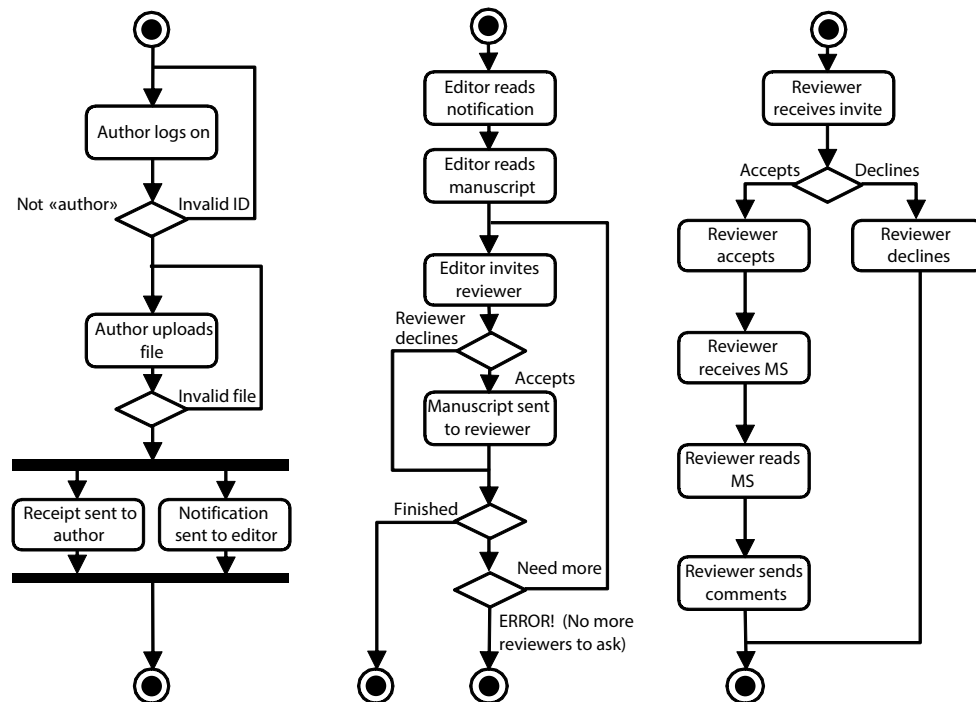 Author logs on
Not «author»
Invalid ID
Author uploads
file
Invalid file
Receipt sent to
author
Notification
sent to editor
Editor reads
notification
Editor reads
manuscript
Editor invites
reviewer
Reviewer
declines
Accepts
Manuscript sent
to reviewer
Finished
Need more
ERROR! (No more
reviewers to ask)
Reviewer
receives invite
Accepts
Declines
Reviewer
accepts
Reviewer
declines
Reviewer
receives MS
Reviewer reads
MS
Reviewer sends
comments